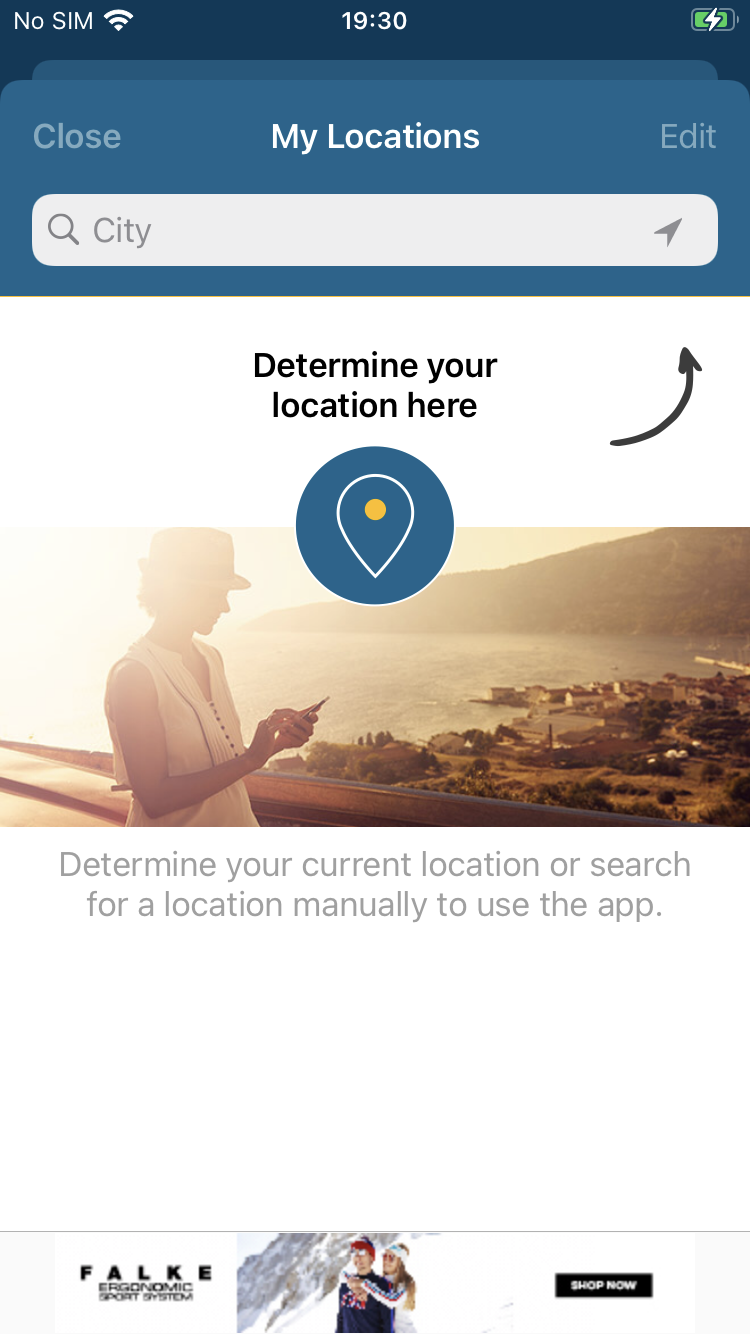 No SIM 19:30
Close My Locations Edit
City
Determine your
location here
Determine your current location or search
for a location manually to use the app.
FALKE
ERGONOMIC
SPORT SYSTEM
SHOP NOW